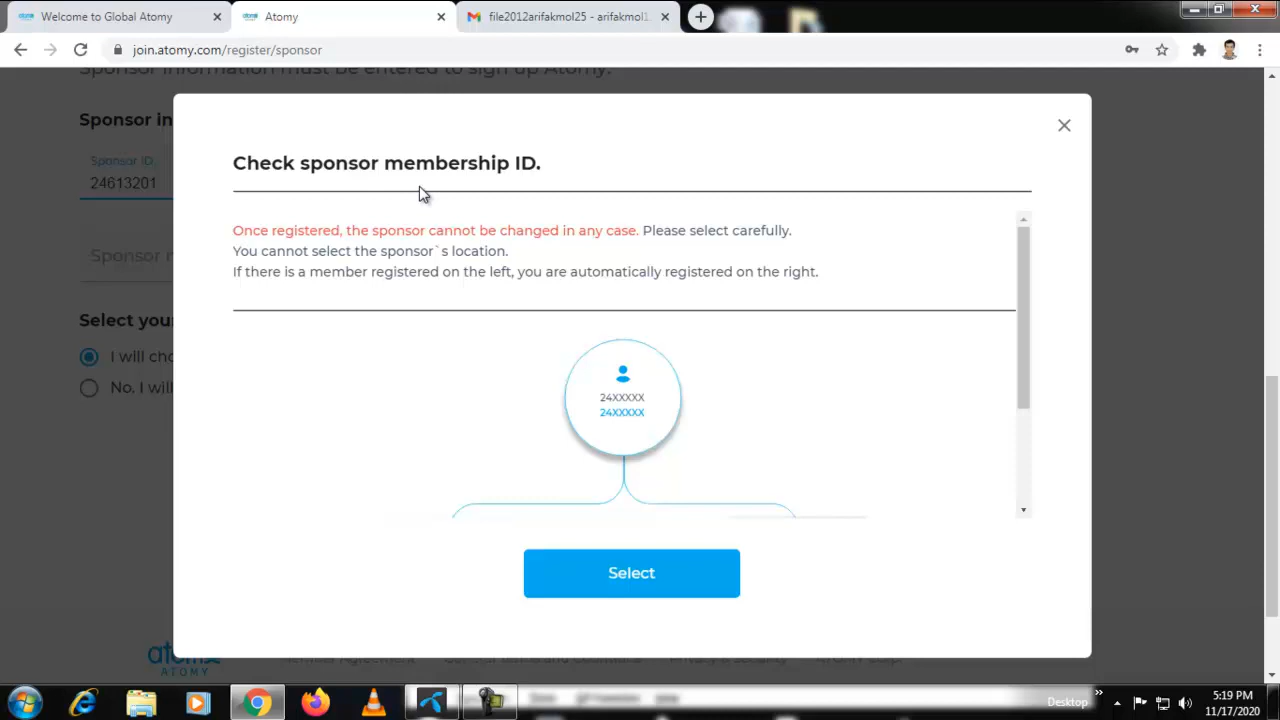 Welcome to Global Atomy
Atomy
file2012arifakmol25 - arifakmol1
join.atomy.com/register/sponsor
Sponsor information must be entered to sign up Atomy.
Sponsor in
Sponsor ID
24613201
Select your
I will cho
No. I will
Check sponsor membership ID.
Once registered, the sponsor cannot be changed in any case. Please select carefully.
You cannot select the sponsor`s location.
If there is a member registered on the left, you are automatically registered on the right.
24XXXXX
24XXXXX
Select
atomy
ATOMY
Desktop
5:19 PM
11/17/2020